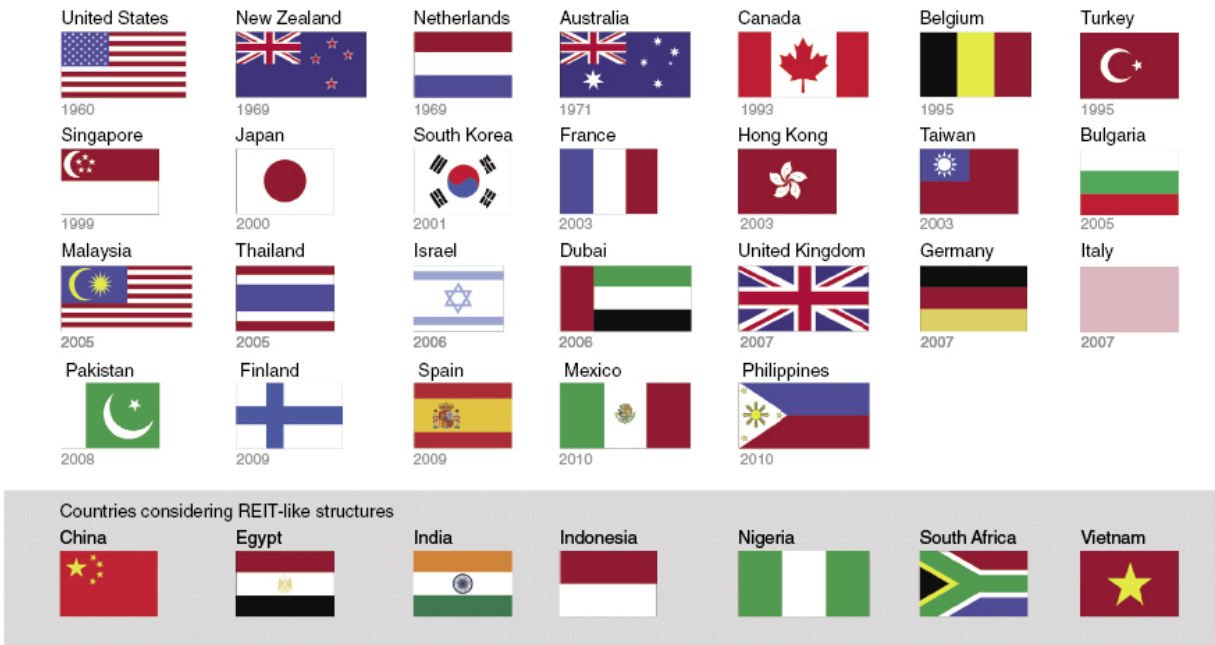 United States New Zealand Netherlands Australia Canada Belgium Turkey
1960 1969 1969 1971 1993 1995 1995
Singapore Japan South Korea France Hong Kong Taiwan Bulgaria
1999 2000 2001 2003 2003 2003 2005
Malaysia Thailand Israel Dubai United Kingdom Germany Italy
2005 2005 2006 2006 2007 2007 2007
Pakistan Finland Spain Mexico Philippines
2008 2009 2009 2010 2010
Countries considering REIT-like structures
China Egypt India Indonesia Nigeria South Africa Vietnam